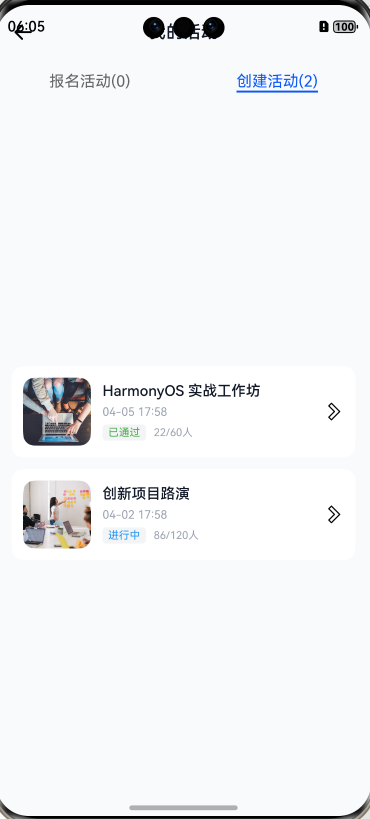 06:05
100
报名活动(0)
创建活动(2)
HarmonyOS 实战工作坊
04-05 17:58
已通过
22/60人
创新项目路演
04-02 17:58
进行中
86/120人